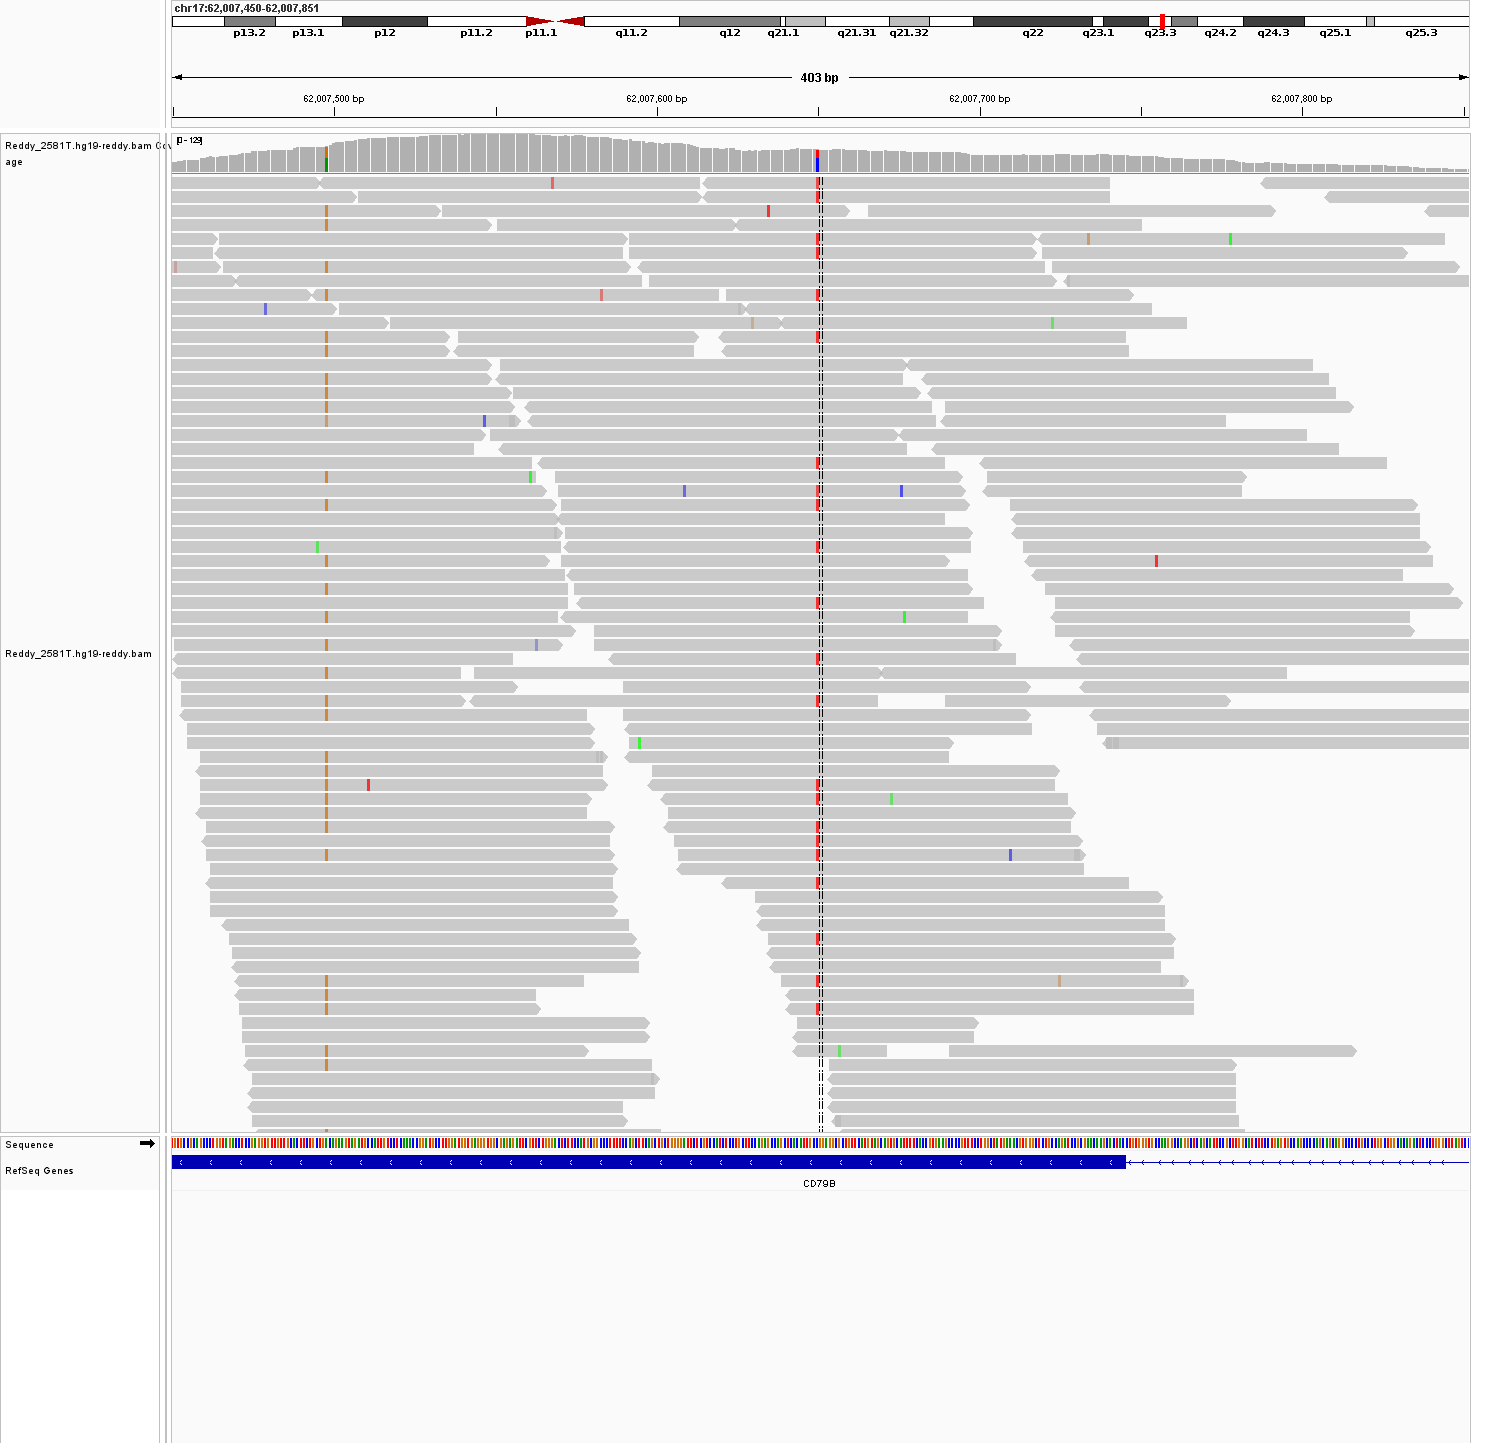 chr17:62,007,450-62,007,851
p13.2 p13.1 p12 p11.2 p11.1 q11.2 q12 q21.1 q21.31 q21.32 q22 q23.1 q23.3 q24.2 q24.3 q25.1 q25.3
403 bp
62,007,500 bp 62,007,600 bp 62,007,700 bp 62,007,800 bp
[0 - 129]
Reddy_2581T.hg19-reddy.bam Cov
age
Reddy_2581T.hg19-reddy.bam
Sequence
RefSeq Genes
CD79B